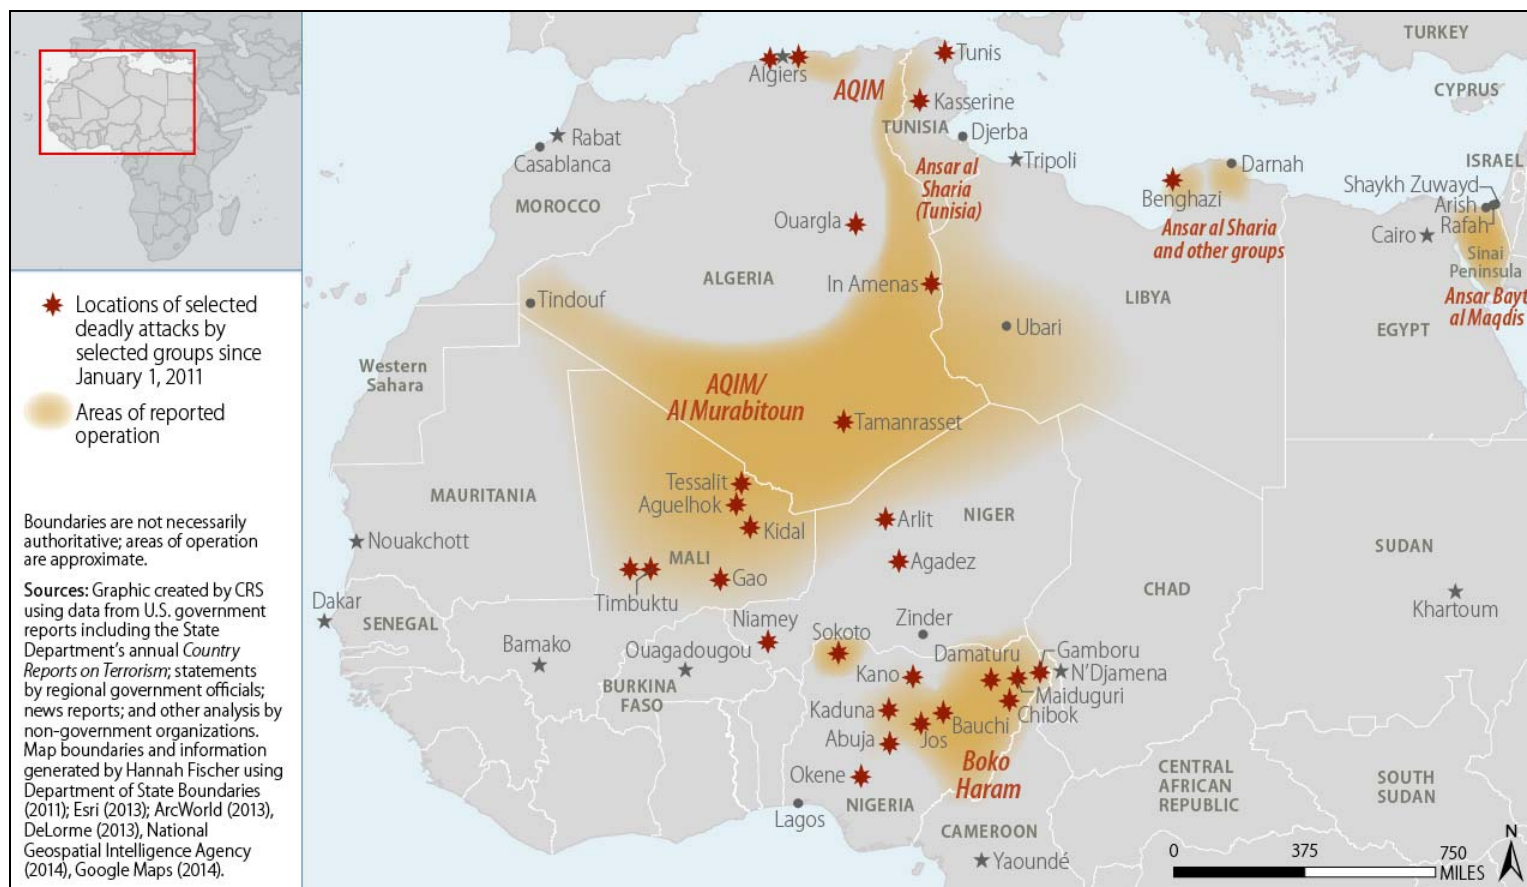 Locations of selected
deadly attacks by
selected groups since
January 1, 2011
Areas of reported
operation
Boundaries are not necessarily
authoritative; areas of operation
are approximate.
Sources: Graphic created by CRS
using data from U.S. government
reports including the State
Department's annual Country
Reports on Terrorism; statements
by regional government officials;
news reports; and other analysis by
non-government organizations.
Map boundaries and information
generated by Hannah Fischer using
Department of State Boundaries
(2011); Esri (2013); ArcWorld (2013),
DeLorme (2013), National
Geospatial Intelligence Agency
(2014), Google Maps (2014).
TURKEY
Tunis
Algiers
AQIM
CYPRUS
Kasserine
TUNISIA
Djerba
Rabat
Casablanca
Tripoli
Darnah
ISRAEL
Ansar al
Sharia
(Tunisia)
Shaykh Zuwayd
Benghazi
Arish
Rafah
MOROCCO
Ouargla
Ansar al Sharia
and other groups
Cairo
Sinai
Peninsula
ALGERIA
In Amenas
Tindouf
LIBYA
Ansar Bayt
al Maqdis
Ubari
EGYPT
Western
Sahara
AQIM/
Al Murabitoun
Tamanrasset
Tessalit
Aguelhok
MAURITANIA
Kidal
Arlit
NIGER
Nouakchott
MALI
Agadez
SUDAN
Gao
Timbuktu
CHAD
Khartoum
Dakar
SENEGAL
Niamey
Zinder
Sokoto
Bamako
Ouagadougou
Damaturu
Gamboru
N'Djamena
Kano
Maiduguri
BURKINA
FASO
Kaduna
Chibok
Bauchi
Abuja
Jos
Boko
Haram
Okene
NIGERIA
CENTRAL
AFRICAN
REPUBLIC
SOUTH
SUDAN
Lagos
CAMEROON
Yaoundé
N
0 375 750
MILES